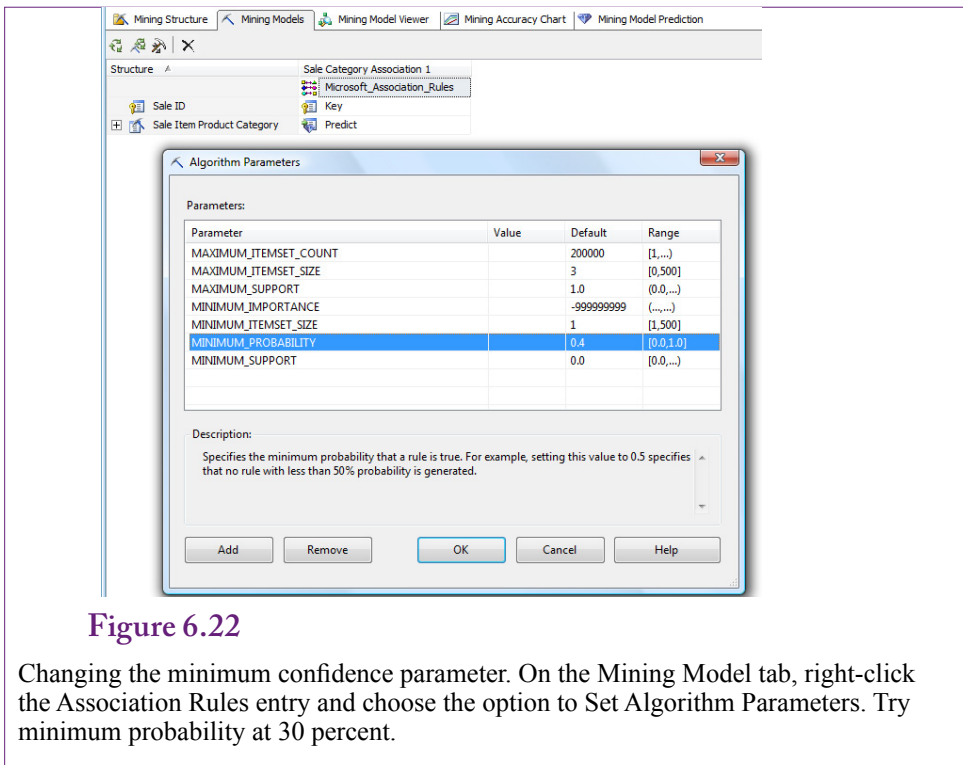 Mining Structure Mining Models Mining Model Viewer Mining Accuracy Chart Mining Model Prediction
Structure Sale Category Association 1
Microsoft_Association_Rules
Sale ID Key
Sale Item Product Category Predict
Algorithm Parameters
Parameters:
Parameter Value Default Range
MAXIMUM_ITEMSET_COUNT 200000 [1,...)
MAXIMUM_ITEMSET_SIZE 3 [0,500]
MAXIMUM_SUPPORT 1.0 (0.0,...)
MINIMUM_IMPORTANCE -999999999 (...,...)
MINIMUM_ITEMSET_SIZE 1 [1,500]
MINIMUM_PROBABILITY 0.4 [0.0,1.0]
MINIMUM_SUPPORT 0.0 [0.0,...)
Description:
Specifies the minimum probability that a rule is true. For example, setting this value to 0.5 specifies
that no rule with less than 50% probability is generated.
Add Remove OK Cancel Help
Figure 6.22
Changing the minimum confidence parameter. On the Mining Model tab, right-click
the Association Rules entry and choose the option to Set Algorithm Parameters. Try
minimum probability at 30 percent.